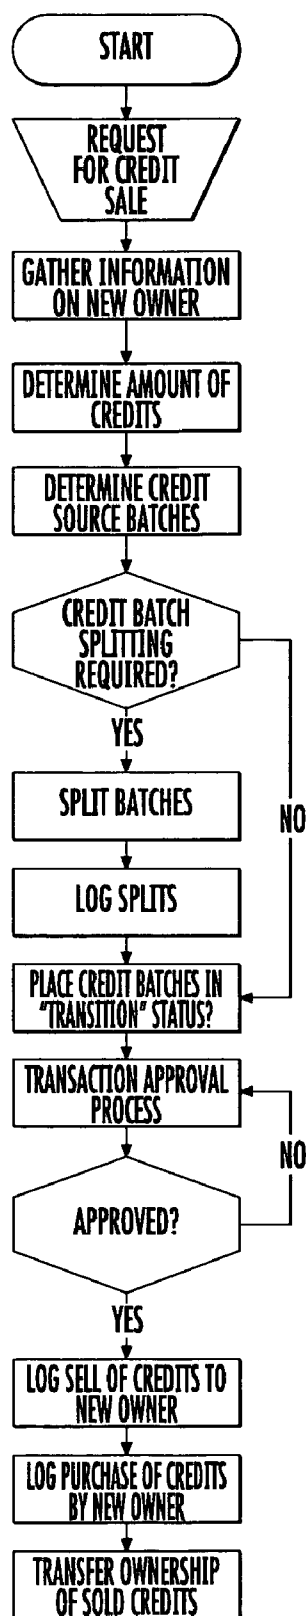 START
REQUEST
FOR CREDIT
SALE
GATHER INFORMATION
ON NEW OWNER
DETERMINE AMOUNT OF
CREDITS
DETERMINE CREDIT
SOURCE BATCHES
CREDIT BATCH
SPLITTING
REQUIRED?
YES
SPLIT BATCHES
NO
LOG SPLITS
PLACE CREDIT BATCHES IN
"TRANSITION" STATUS?
TRANSACTION APPROVAL
PROCESS
NO
APPROVED?
YES
LOG SELL OF CREDITS TO
NEW OWNER
LOG PURCHASE OF CREDITS
BY NEW OWNER
TRANSFER OWNERSHIP
OF SOLD CREDITS